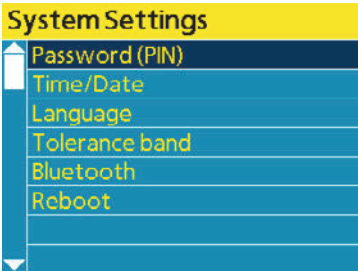 System Settings
Password (PIN)
Time/Date
Language
Tolerance band
Bluetooth
Reboot